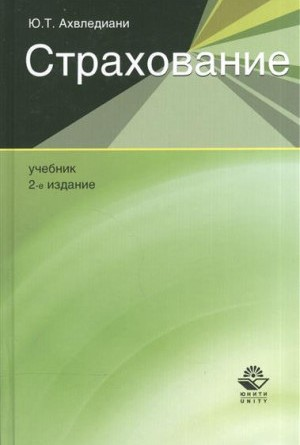 Ю.Т. Ахвледиани
Страхование
учебник
2-е издание
ЮНИТИ
UNITY